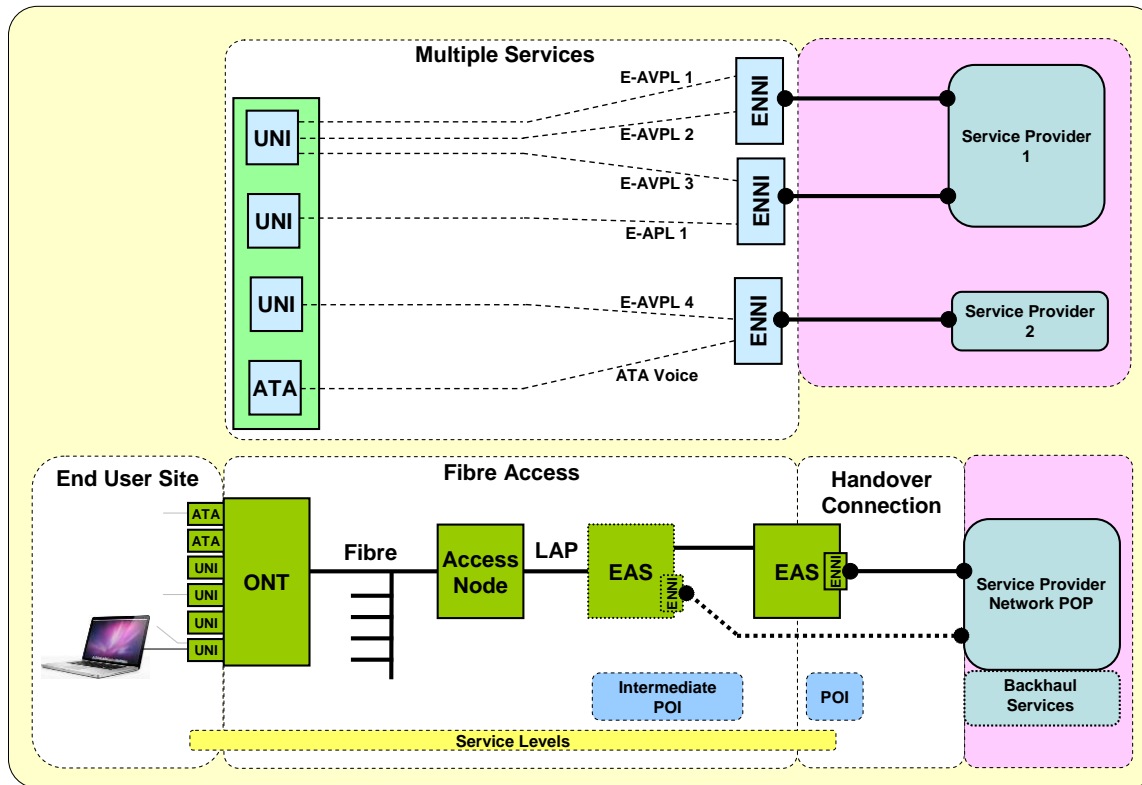 Multiple Services
E-AVPL 1
E-AVPL 2
E-AVPL 3
E-APL 1
E-AVPL 4
ATA Voice
UNI
UNI
UNI
ATA
ENNI
ENNI
ENNI
Service Provider
1
Service Provider
2
End User Site
Fibre Access
Handover
Connection
ATA
ATA
UNI
UNI
UNI
UNI
ONT
Fibre
Access
Node
LAP
EAS
ENNI
EAS
ENNI
Service Provider
Network POP
Intermediate
POI
POI
Backhaul
Services
Service Levels